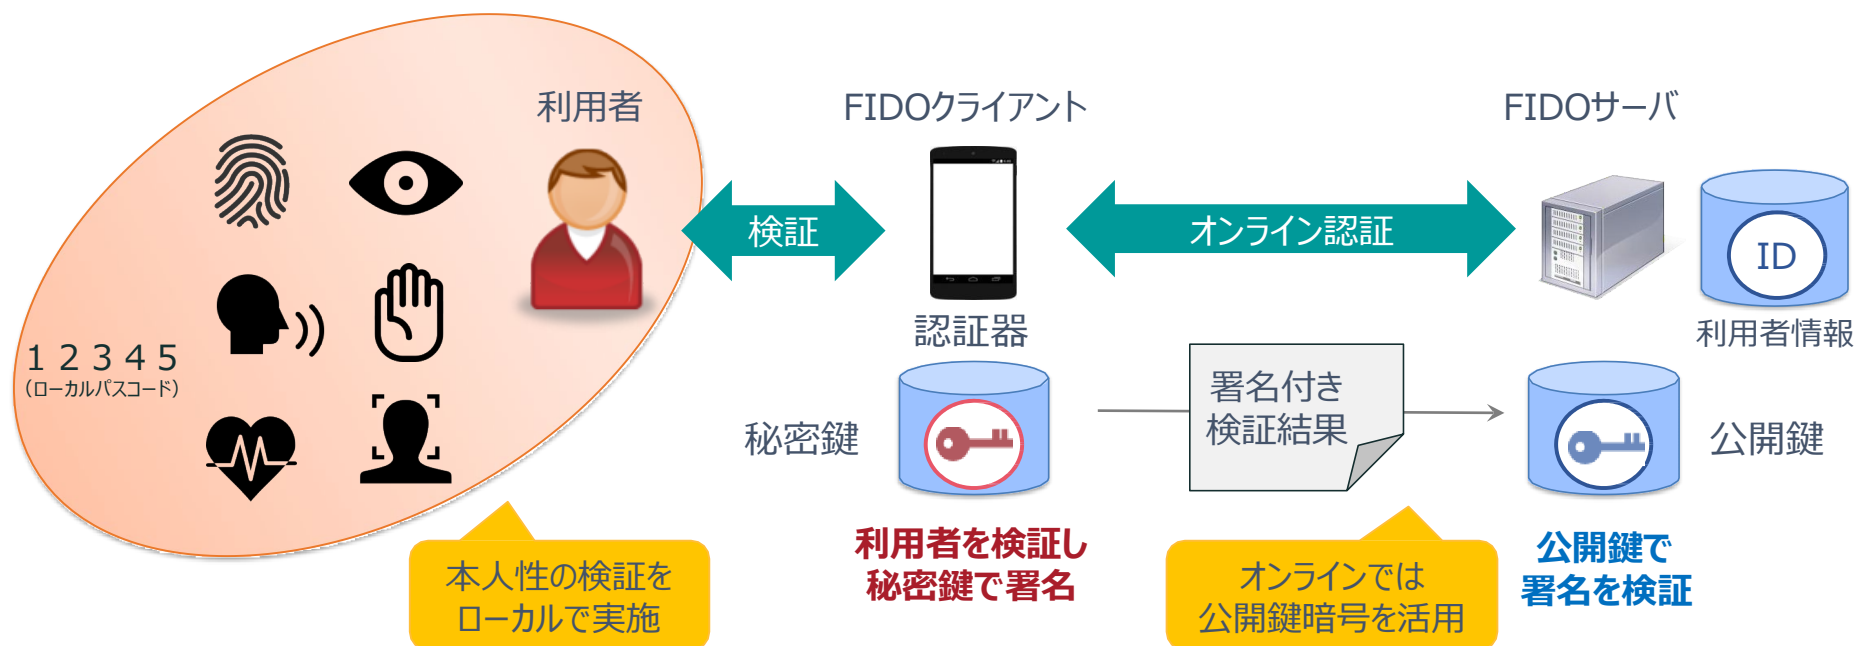 利用者
FIDOクライアント
FIDOサーバ
検証
オンライン認証
ID
認証器
利用者情報
１２３４５
（ローカルパスコード）
署名付き
検証結果
秘密鍵
公開鍵
利用者を検証し
秘密鍵で署名
公開鍵で
署名を検証
本人性の検証を
ローカルで実施
オンラインでは
公開鍵暗号を活用